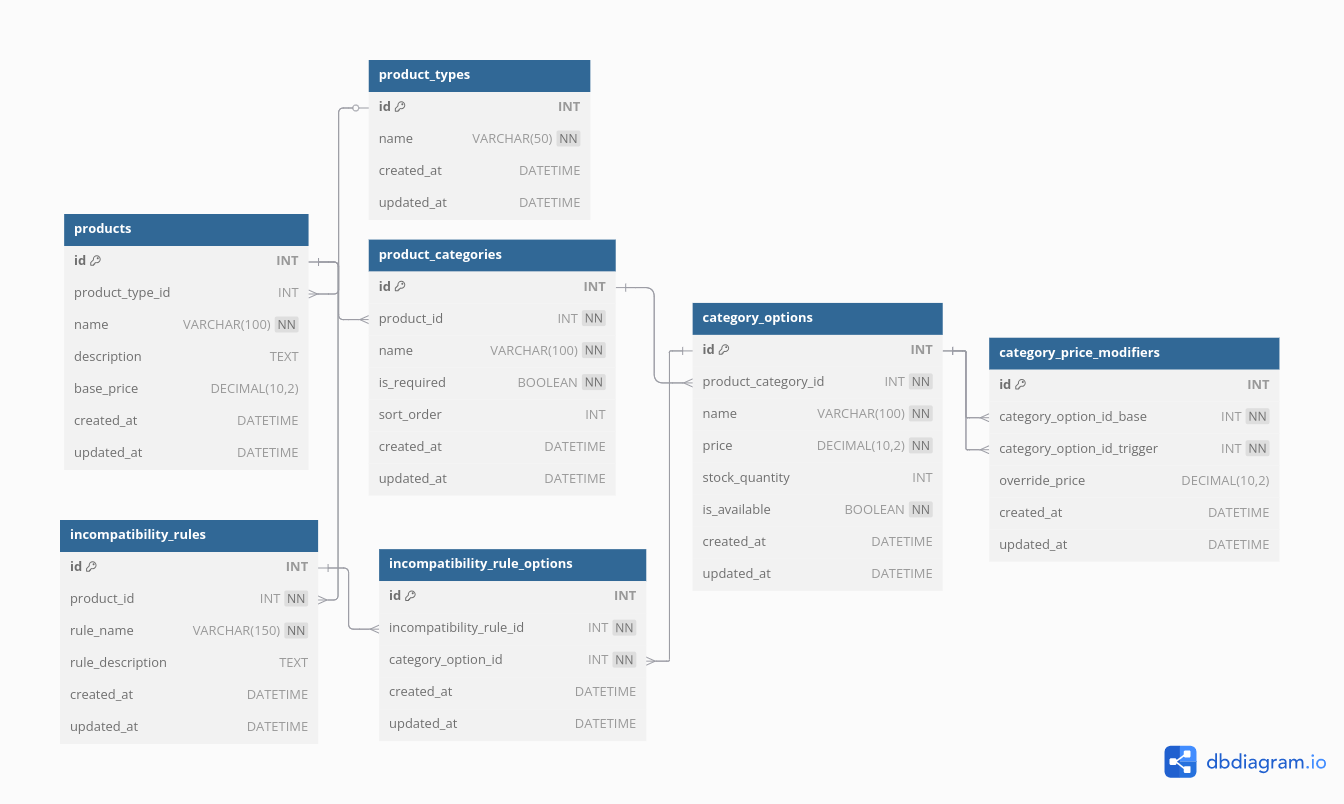 product_types
id INT
name VARCHAR(50) NN
created_at DATETIME
updated_at DATETIME
products
id INT
product_type_id INT
name VARCHAR(100) NN
description TEXT
base_price DECIMAL(10,2)
created_at DATETIME
updated_at DATETIME
product_categories
id INT
product_id INT NN
name VARCHAR(100) NN
is_required BOOLEAN NN
sort_order INT
created_at DATETIME
updated_at DATETIME
category_options
id INT
product_category_id INT NN
name VARCHAR(100) NN
price DECIMAL(10,2) NN
stock_quantity INT
is_available BOOLEAN NN
created_at DATETIME
updated_at DATETIME
category_price_modifiers
id INT
category_option_id_base INT NN
category_option_id_trigger INT NN
override_price DECIMAL(10,2)
created_at DATETIME
updated_at DATETIME
incompatibility_rules
id INT
product_id INT NN
rule_name VARCHAR(150) NN
rule_description TEXT
created_at DATETIME
updated_at DATETIME
incompatibility_rule_options
id INT
incompatibility_rule_id INT NN
category_option_id INT NN
created_at DATETIME
updated_at DATETIME
dbdiagram.io